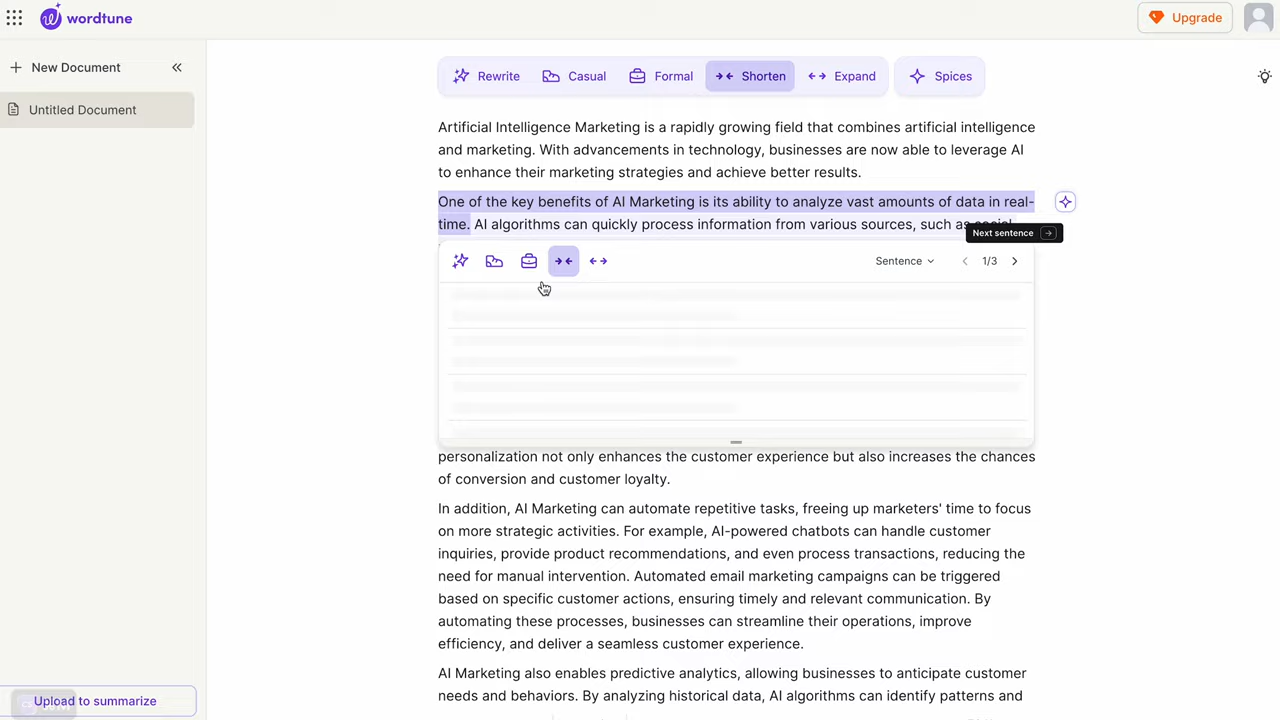 wordtune
Upgrade
New Document
Untitled Document
Rewrite Casual Formal Shorten Expand Spices
Artificial Intelligence Marketing is a rapidly growing field that combines artificial intelligence
and marketing. With advancements in technology, businesses are now able to leverage AI
to enhance their marketing strategies and achieve better results.
One of the key benefits of AI Marketing is its ability to analyze vast amounts of data in real-
time. AI algorithms can quickly process information from various sources, such as social
Next sentence
Sentence 1/3
personalization not only enhances the customer experience but also increases the chances
of conversion and customer loyalty.
In addition, AI Marketing can automate repetitive tasks, freeing up marketers' time to focus
on more strategic activities. For example, AI-powered chatbots can handle customer
inquiries, provide product recommendations, and even process transactions, reducing the
need for manual intervention. Automated email marketing campaigns can be triggered
based on specific customer actions, ensuring timely and relevant communication. By
automating these processes, businesses can streamline their operations, improve
efficiency, and deliver a seamless customer experience.
AI Marketing also enables predictive analytics, allowing businesses to anticipate customer
needs and behaviors. By analyzing historical data, AI algorithms can identify patterns and
Upload to summarize